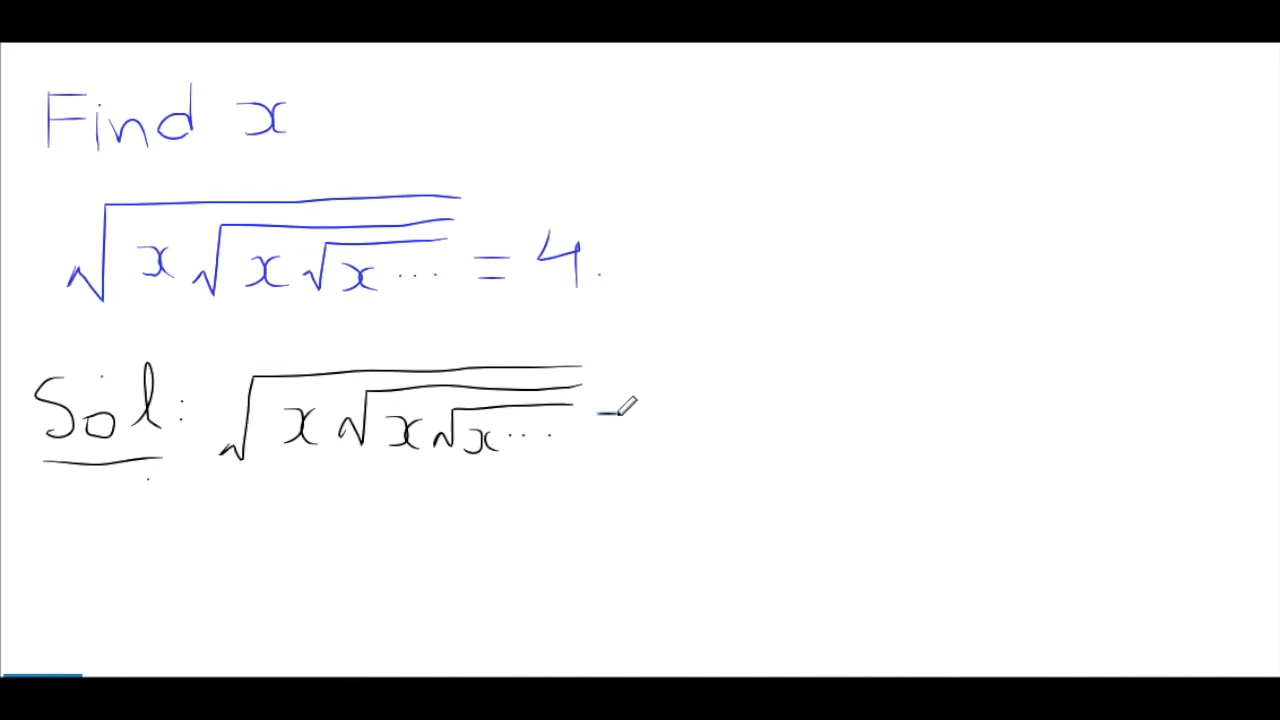 Find x
√(x√(x√(x...))) = 4.
Sol: √(x√(x√(x...)))